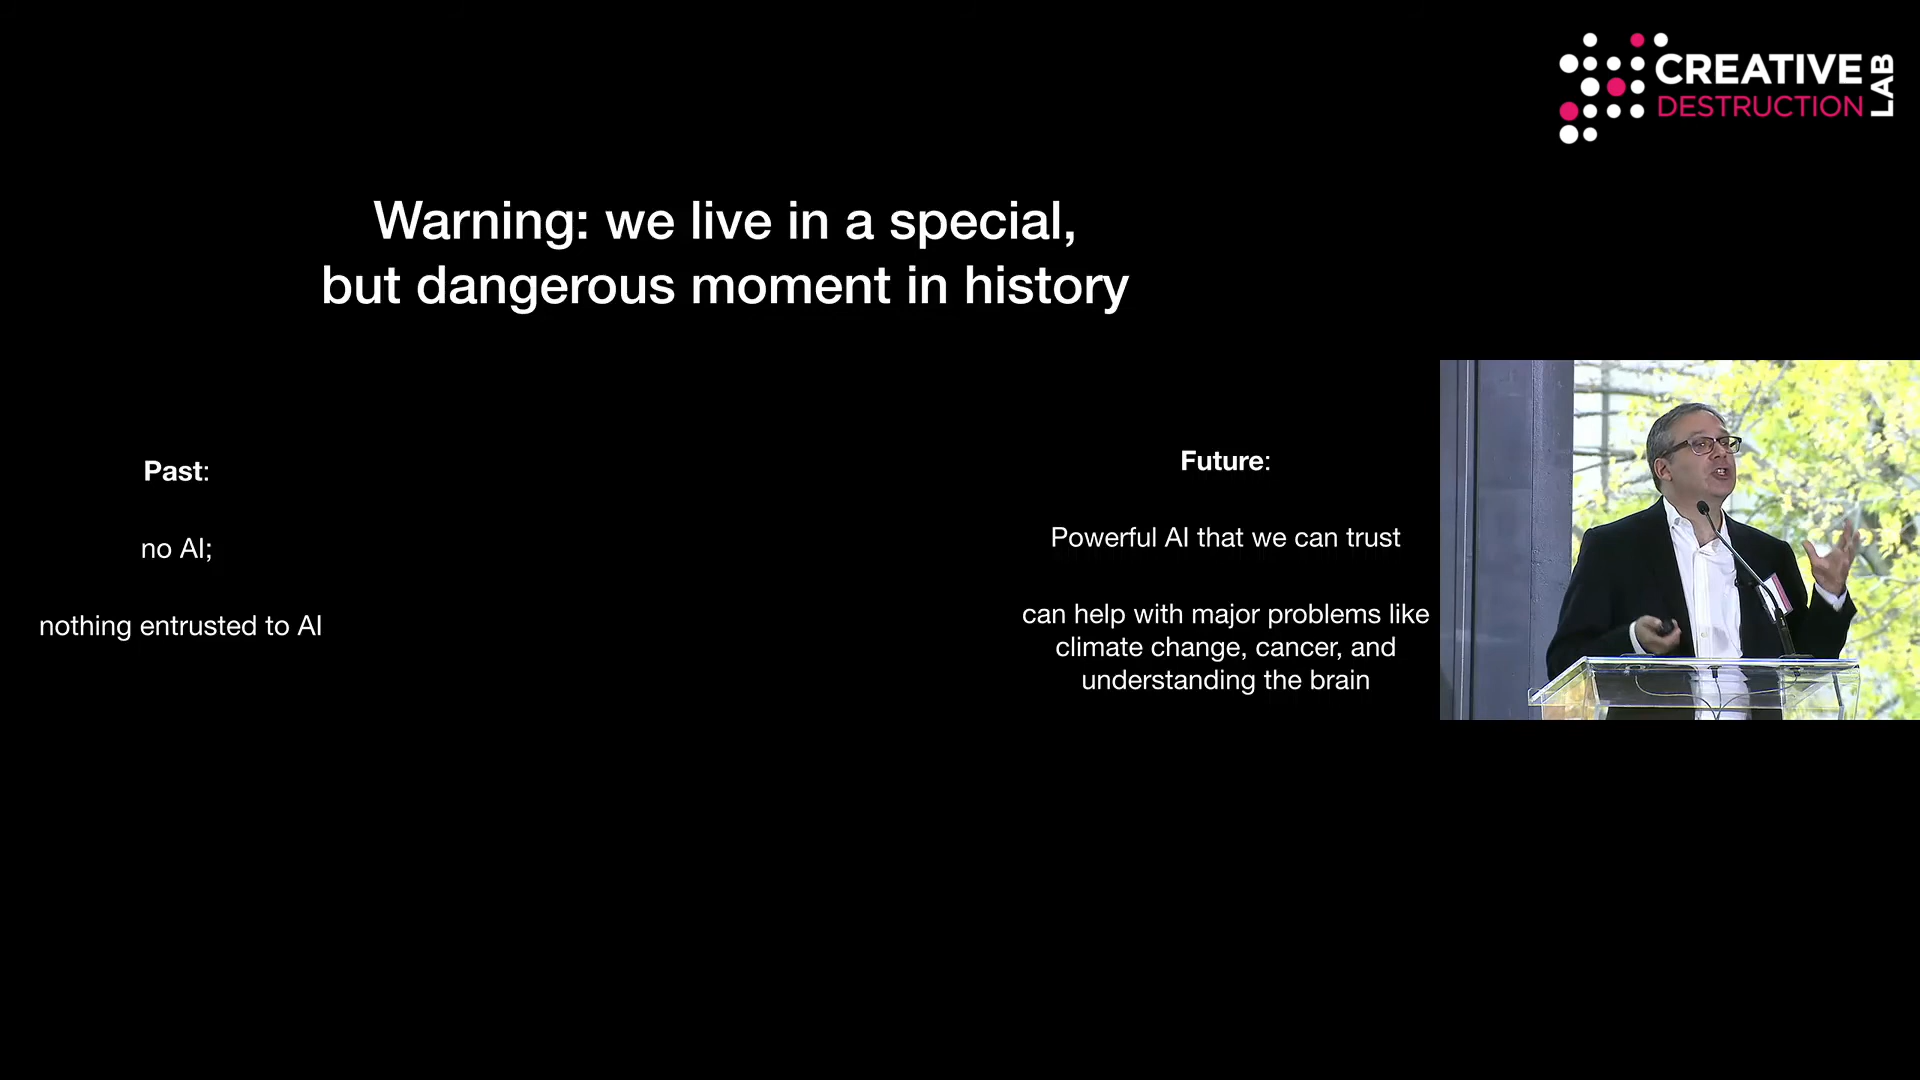 CREATIVE
DESTRUCTION
LAB
Warning: we live in a special,
but dangerous moment in history
Past:
no AI;
nothing entrusted to AI
Future:
Powerful AI that we can trust
can help with major problems like
climate change, cancer, and
understanding the brain